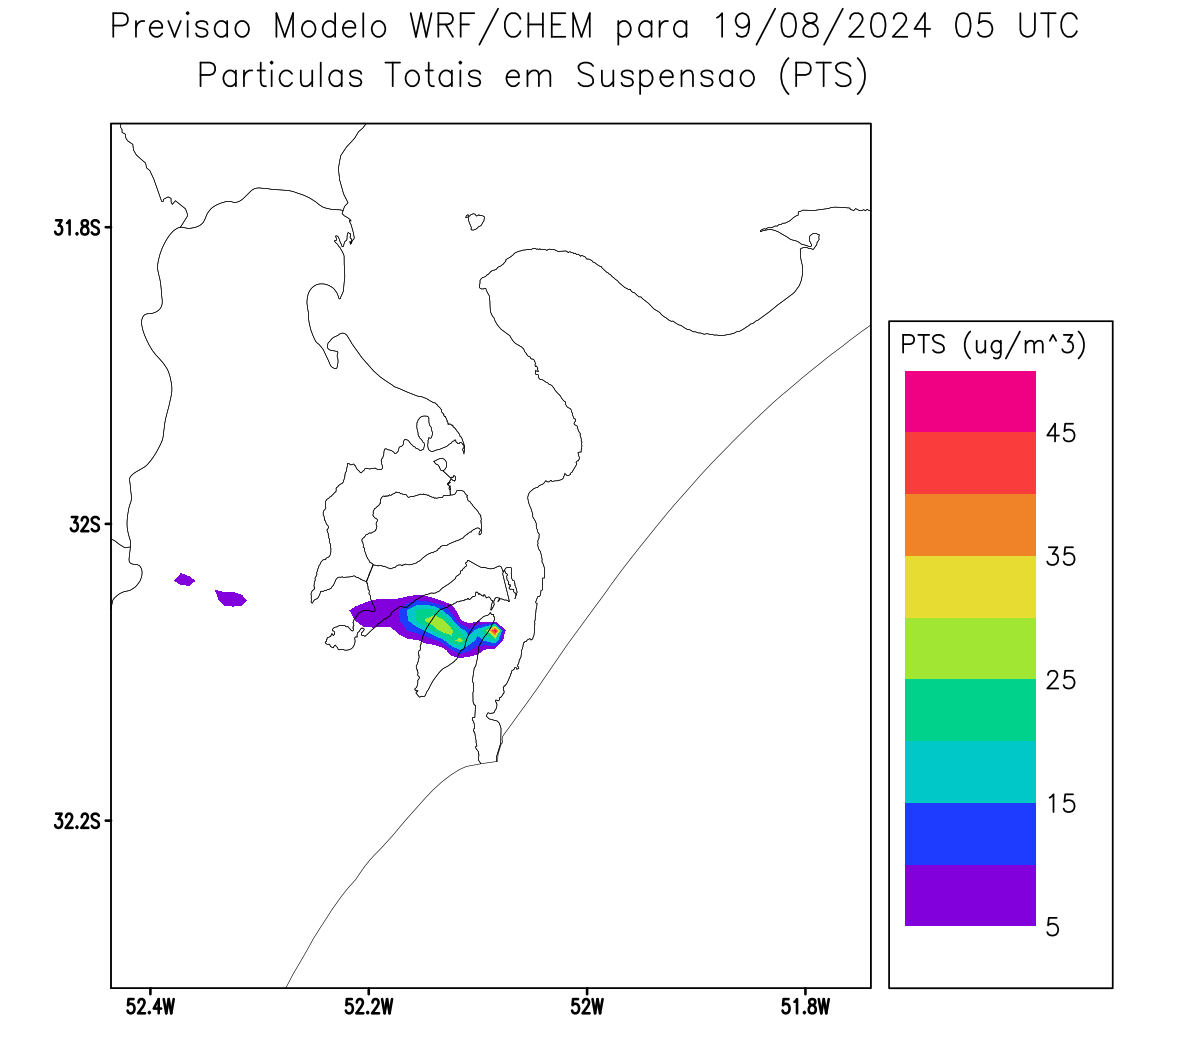 Previsao Modelo WRF/CHEM para 19/08/2024 05 UTC
Particulas Totais em Suspensao (PTS)
31.8S
32S
32.2S
52.4W
52.2W
52W
51.8W
PTS (ug/m^3)
45
35
25
15
5